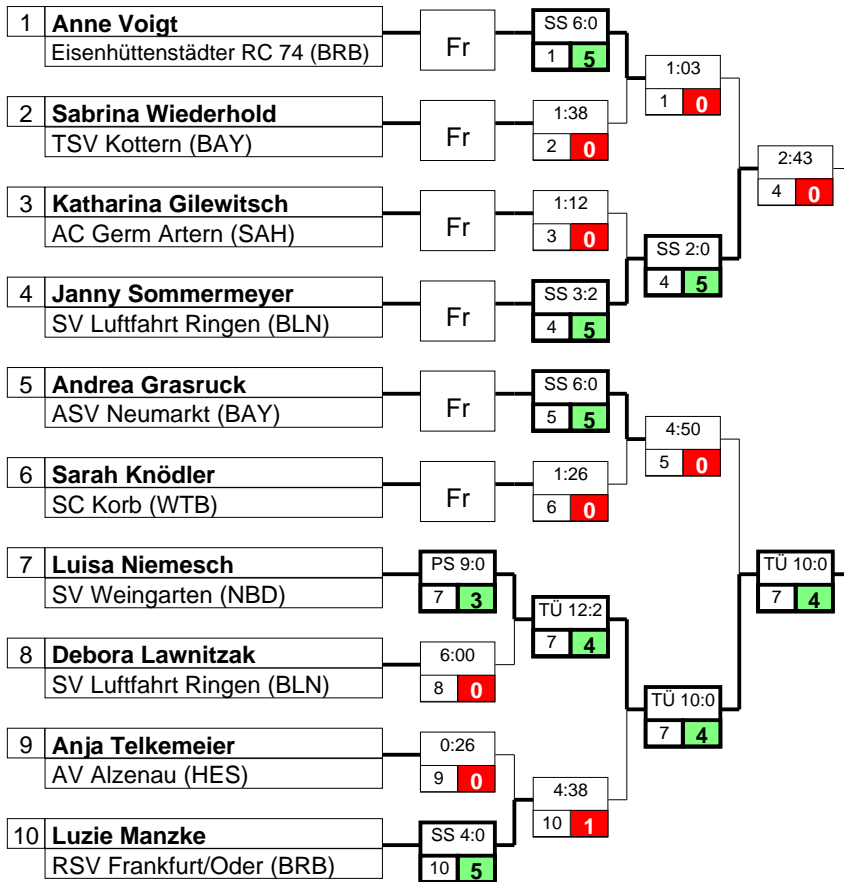 1 Anne Voigt
Eisenhüttenstädter RC 74 (BRB)
Fr
SS 6:0
1 5
1:03
1 0
2 Sabrina Wiederhold
TSV Kottern (BAY)
Fr
1:38
2 0
2:43
4 0
3 Katharina Gilewitsch
AC Germ Artern (SAH)
Fr
1:12
3 0
SS 2:0
4 5
4 Janny Sommermeyer
SV Luftfahrt Ringen (BLN)
Fr
SS 3:2
4 5
5 Andrea Grasruck
ASV Neumarkt (BAY)
Fr
SS 6:0
5 5
4:50
5 0
6 Sarah Knödler
SC Korb (WTB)
Fr
1:26
6 0
7 Luisa Niemesch
SV Weingarten (NBD)
PS 9:0
7 3
TÜ 12:2
7 4
TÜ 10:0
7 4
8 Debora Lawnitzak
SV Luftfahrt Ringen (BLN)
6:00
8 0
TÜ 10:0
7 4
9 Anja Telkemeier
AV Alzenau (HES)
0:26
9 0
4:38
10 1
10 Luzie Manzke
RSV Frankfurt/Oder (BRB)
SS 4:0
10 5